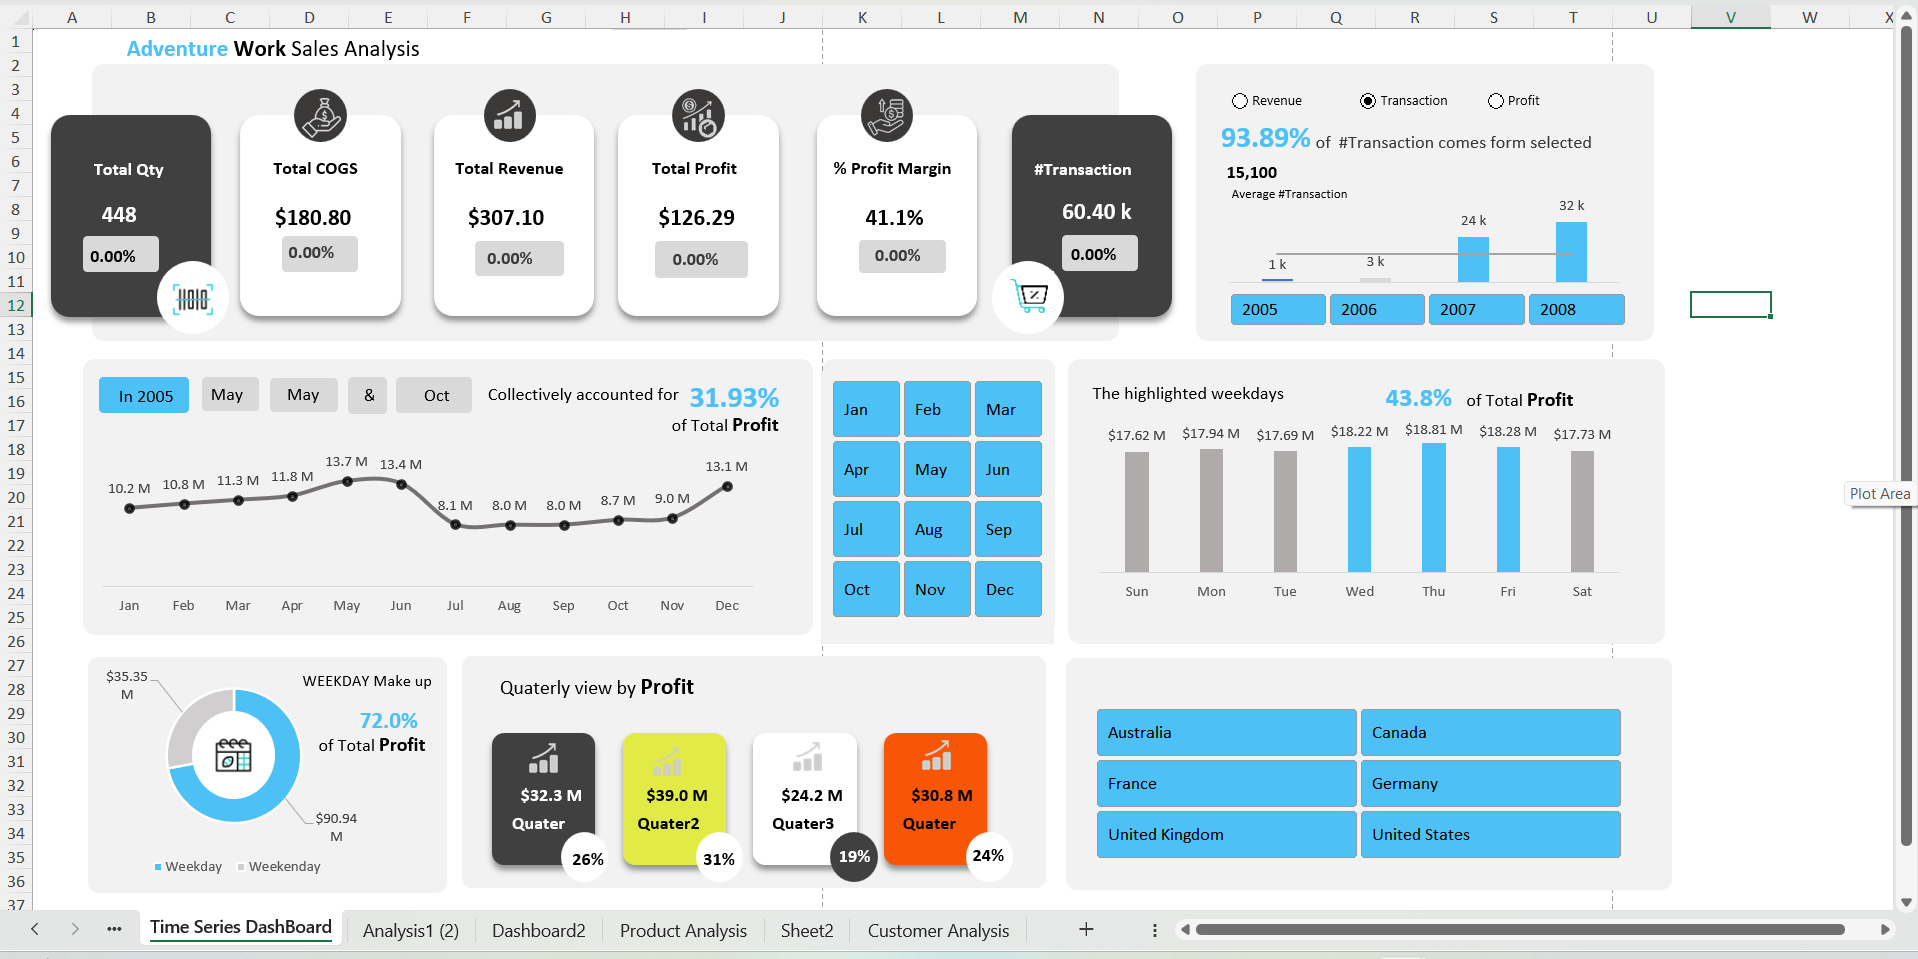 A B C D E F G H I J K L M N O P Q R S T U V W X
1
2
3
4
5
6
7
8
9
10
11
12
13
14
15
16
17
18
19
20
21
22
23
24
25
26
27
28
29
30
31
32
33
34
35
36
37
Adventure Work Sales Analysis
Total Qty
448
0.00%
Total COGS
$180.80
0.00%
Total Revenue
$307.10
0.00%
Total Profit
$126.29
0.00%
% Profit Margin
41.1%
0.00%
#Transaction
60.40 k
0.00%
Revenue Transaction Profit
93.89% of #Transaction comes form selected
15,100
Average #Transaction
1 k 3 k 24 k 32 k
2005 2006 2007 2008
In 2005 May May & Oct Collectively accounted for 31.93%
of Total Profit
10.2 M 10.8 M 11.3 M 11.8 M 13.7 M 13.4 M 8.1 M 8.0 M 8.0 M 8.7 M 9.0 M 13.1 M
Jan Feb Mar Apr May Jun Jul Aug Sep Oct Nov Dec
Jan Feb Mar
Apr May Jun
Jul Aug Sep
Oct Nov Dec
The highlighted weekdays 43.8% of Total Profit
$17.62 M $17.94 M $17.69 M $18.22 M $18.81 M $18.28 M $17.73 M
Sun Mon Tue Wed Thu Fri Sat
Plot Area
$35.35
M
WEEKDAY Make up
72.0%
of Total Profit
$90.94
M
Weekday Weekenday
Quaterly view by Profit
$32.3 M
Quater
26%
$39.0 M
Quater2
31%
$24.2 M
Quater3
19%
$30.8 M
Quater
24%
Australia Canada
France Germany
United Kingdom United States
Time Series DashBoard Analysis1 (2) Dashboard2 Product Analysis Sheet2 Customer Analysis